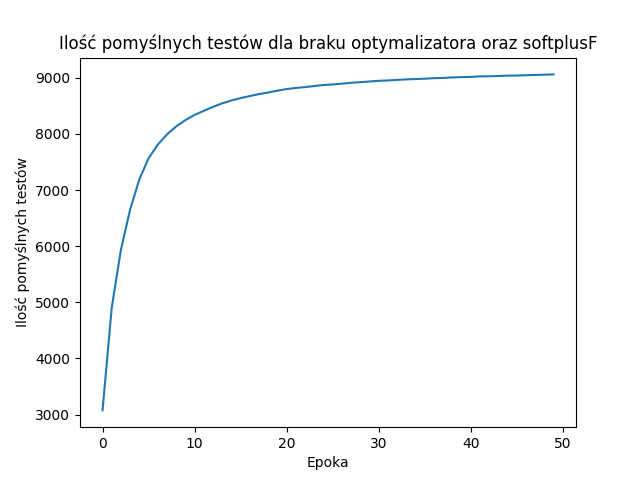 Ilość pomyślnych testów dla braku optymalizatora oraz softplusF
Ilość pomyślnych testów
9000
8000
7000
6000
5000
4000
3000
0 10 20 30 40 50
Epoka